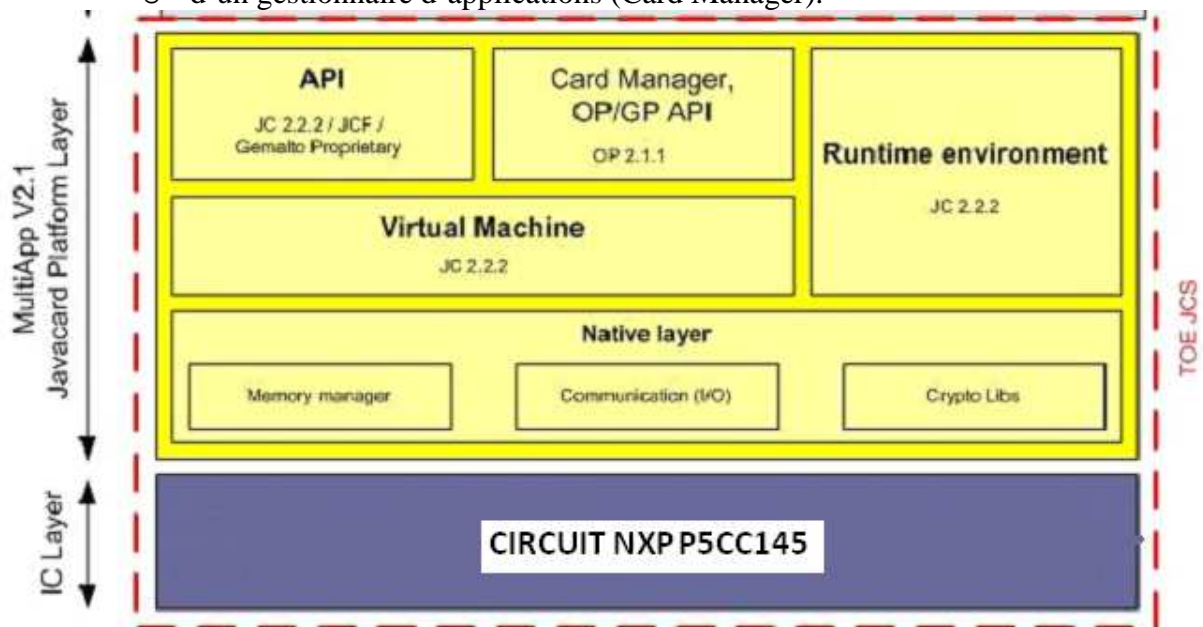 d'un gestionnaire d'applications (Card Manager).
MultiApp V2.1
Javacard Platform Layer
API
JC 2.2.2 / JCF /
Gemalto Proprietary
Card Manager,
OP/GP API
OP 2.1.1
Runtime environment
JC 2.2.2
Virtual Machine
JC 2.2.2
Native layer
Memory manager
Communication (I/O)
Crypto Libs
TOE JCS
IC Layer
CIRCUIT NXP P5CC145